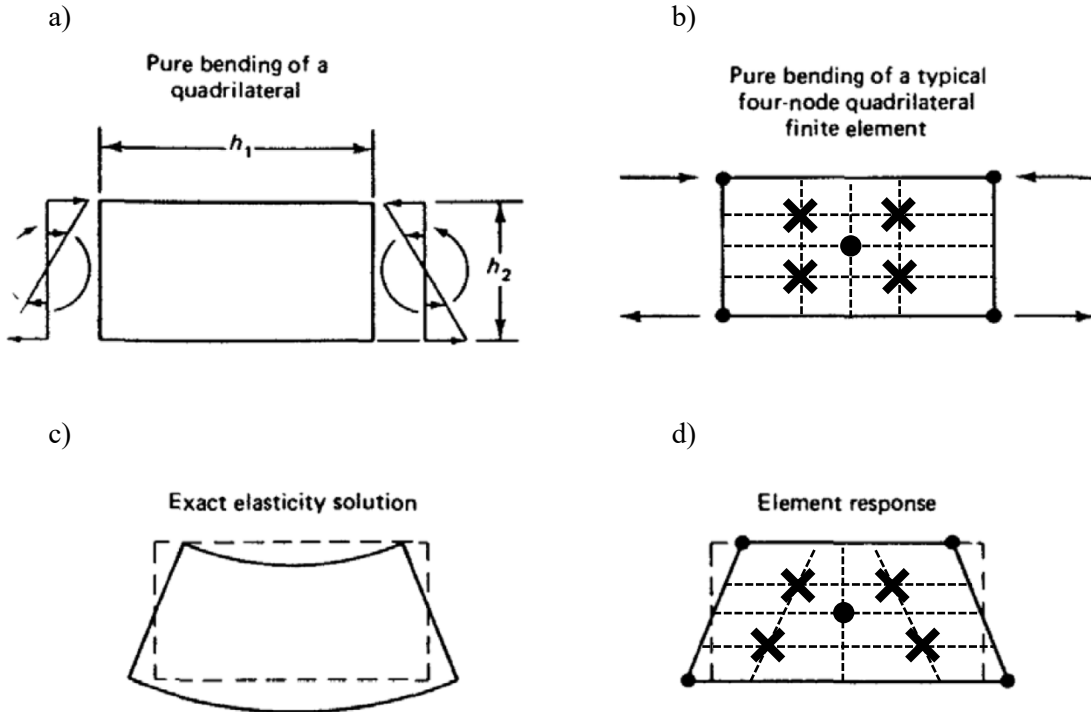 a)
Pure bending of a
quadrilateral
h₁
h₂
b)
Pure bending of a typical
four-node quadrilateral
finite element
c)
Exact elasticity solution
d)
Element response